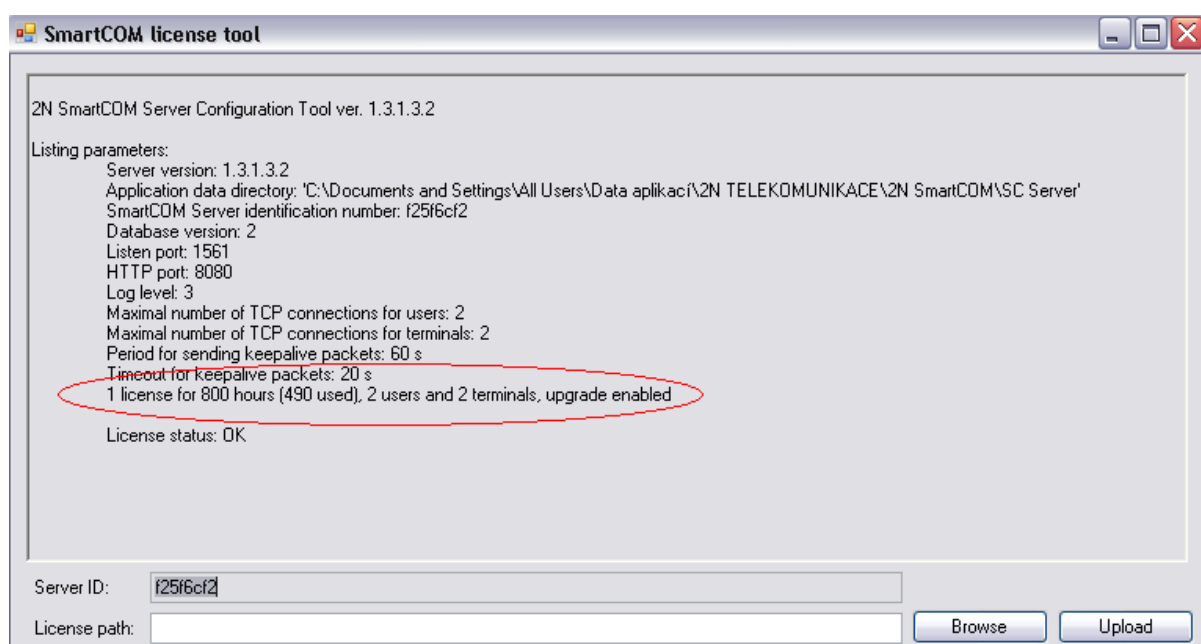 SmartCOM license tool
2N SmartCOM Server Configuration Tool ver. 1.3.1.3.2
Listing parameters:
Server version: 1.3.1.3.2
Application data directory: 'C:\Documents and Settings\All Users\Data aplikací\2N TELEKOMUNIKACE\2N SmartCOM\SC Server'
SmartCOM Server identification number: f25f6cf2
Database version: 2
Listen port: 1561
HTTP port: 8080
Log level: 3
Maximal number of TCP connections for users: 2
Maximal number of TCP connections for terminals: 2
Period for sending keepalive packets: 60 s
Timeout for keepalive packets: 20 s
1 license for 800 hours (490 used), 2 users and 2 terminals, upgrade enabled
License status: OK
Server ID: f25f6cf2
License path: Browse Upload